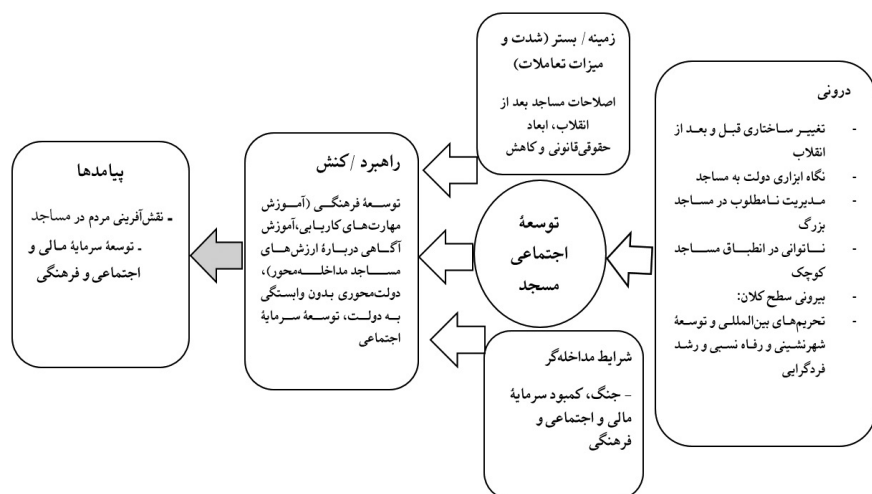 درونی
- تغییر ساختاری قبل و بعد از
انقلاب
- نگاه ابزاری دولت به مساجد
- مدیریت نامطلوب در مساجد
بزرگ
- ناتوانی در انطباق مساجد
کوچک
- بیرونی سطح کلان:
- تحریم‌های بین‌المللی و توسعهٔ
شهرنشینی و رفاه نسبی و رشد
فردگرایی
زمینه / بستر (شدت و
میزات تعاملات)
اصلاحات مساجد بعد از
انقلاب، ابعاد
حقوقی‌قانونی و کاهش
توسعهٔ
اجتماعی
مسجد
شرایط مداخله‌گر
- جنگ، کمبود سرمایهٔ
مالی و اجتماعی و
فرهنگی
راهبرد /کنش
توسعهٔ فرهنگی (آموزش
مهارت‌های کاریابی،آموزش
آگاهی دربارهٔ ارزش‌های
مساجد مداخله‌محور)،
دولت‌محوری بدون وابستگی
به دولت، توسعهٔ سرمایهٔ
اجتماعی
پیامدها
- نقش‌آفرینی مردم در مساجد
- توسعهٔ سرمایهٔ مالی و
اجتماعی و فرهنگی